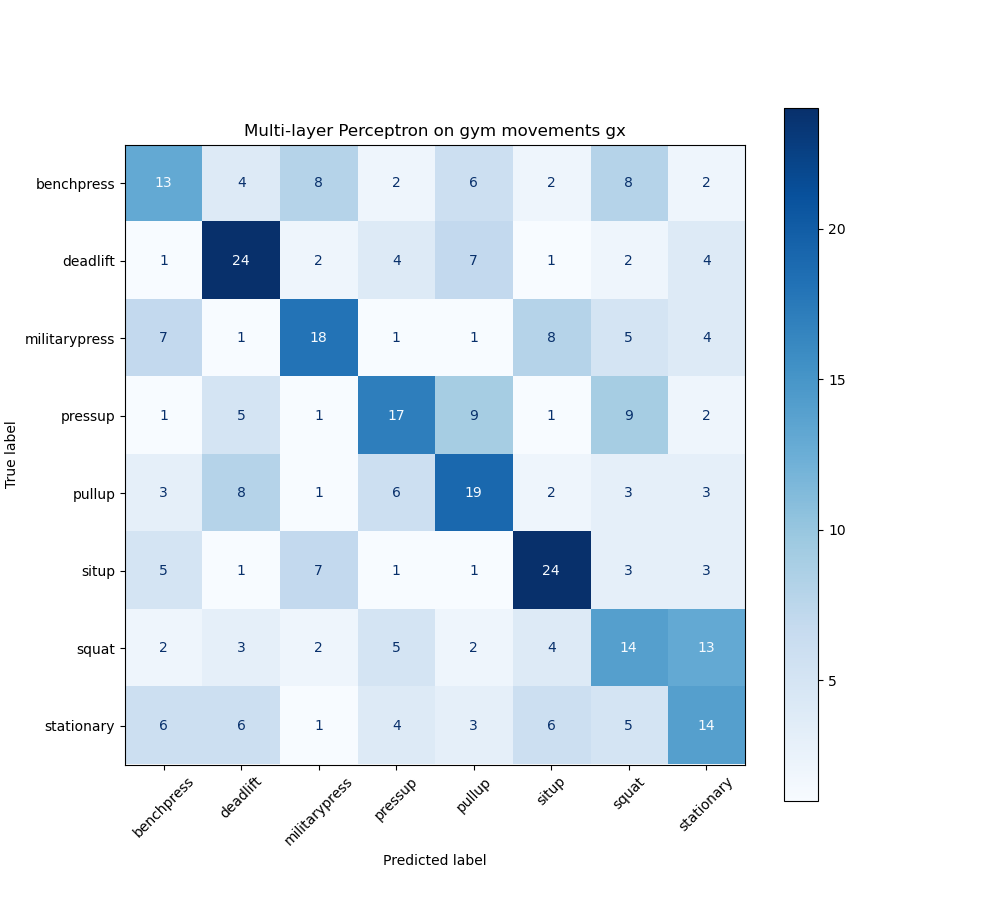 Multi-layer Perceptron on gym movements gx
benchpress 13 4 8 2 6 2 8 2
deadlift 1 24 2 4 7 1 2 4
militarypress 7 1 18 1 1 8 5 4
pressup 1 5 1 17 9 1 9 2
pullup 3 8 1 6 19 2 3 3
situp 5 1 7 1 1 24 3 3
squat 2 3 2 5 2 4 14 13
stationary 6 6 1 4 3 6 5 14
benchpress deadlift militarypress pressup pullup situp squat stationary
Predicted label
True label
20
15
10
5